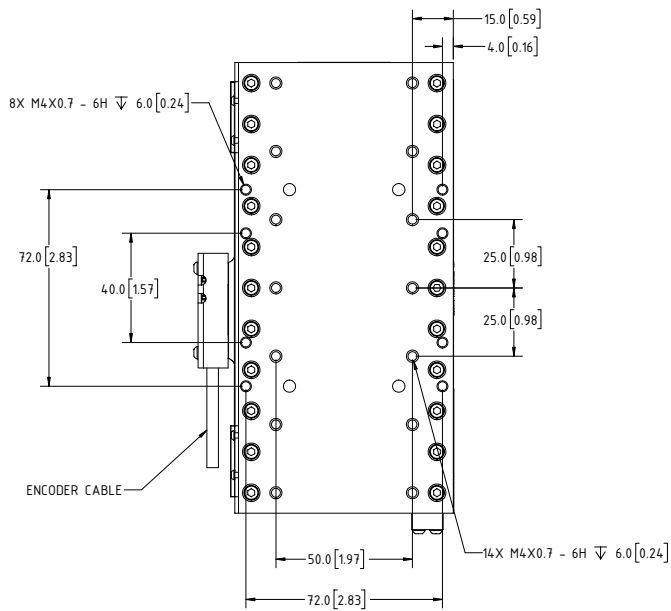 15.0[0.59]
4.0[0.16]
8X M4X0.7 - 6H ↧ 6.0[0.24]
72.0[2.83]
40.0[1.57]
25.0[0.98]
25.0[0.98]
ENCODER CABLE
14X M4X0.7 - 6H ↧ 6.0[0.24]
50.0[1.97]
72.0[2.83]